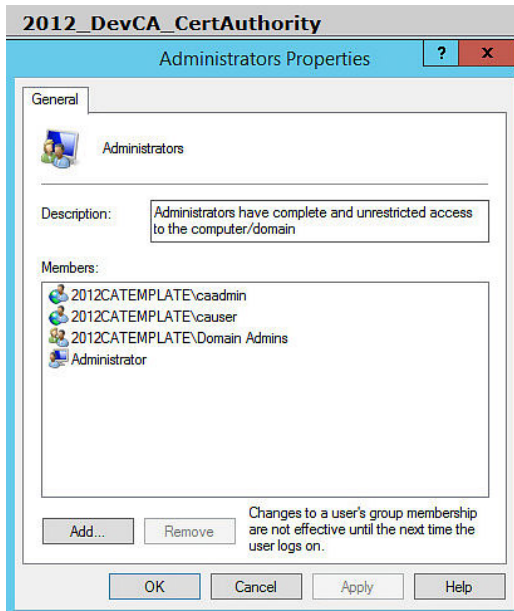 2012_DevCA_CertAuthority
Administrators Properties
? x
General
Administrators
Description:
Administrators have complete and unrestricted access
to the computer/domain
Members:
2012CATEMPLATE\caadmin
2012CATEMPLATE\causer
2012CATEMPLATE\Domain Admins
Administrator
Add...
Remove
Changes to a user's group membership
are not effective until the next time the
user logs on.
OK
Cancel
Apply
Help